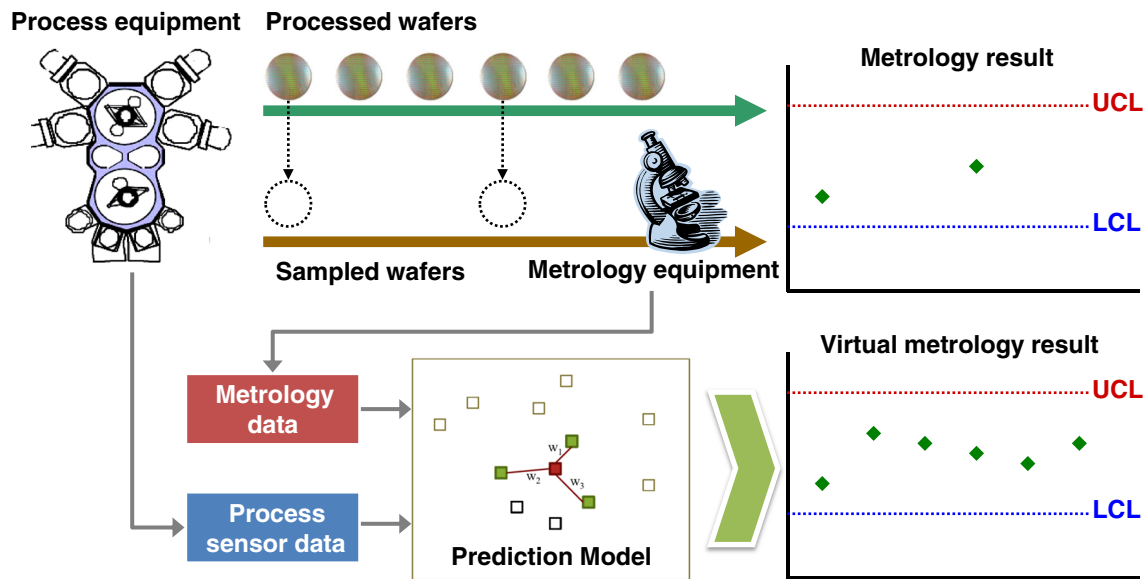 Process equipment
Processed wafers
Metrology result
UCL
LCL
Sampled wafers
Metrology equipment
Virtual metrology result
UCL
LCL
Metrology
data
Process
sensor data
w1
w2
w3
Prediction Model